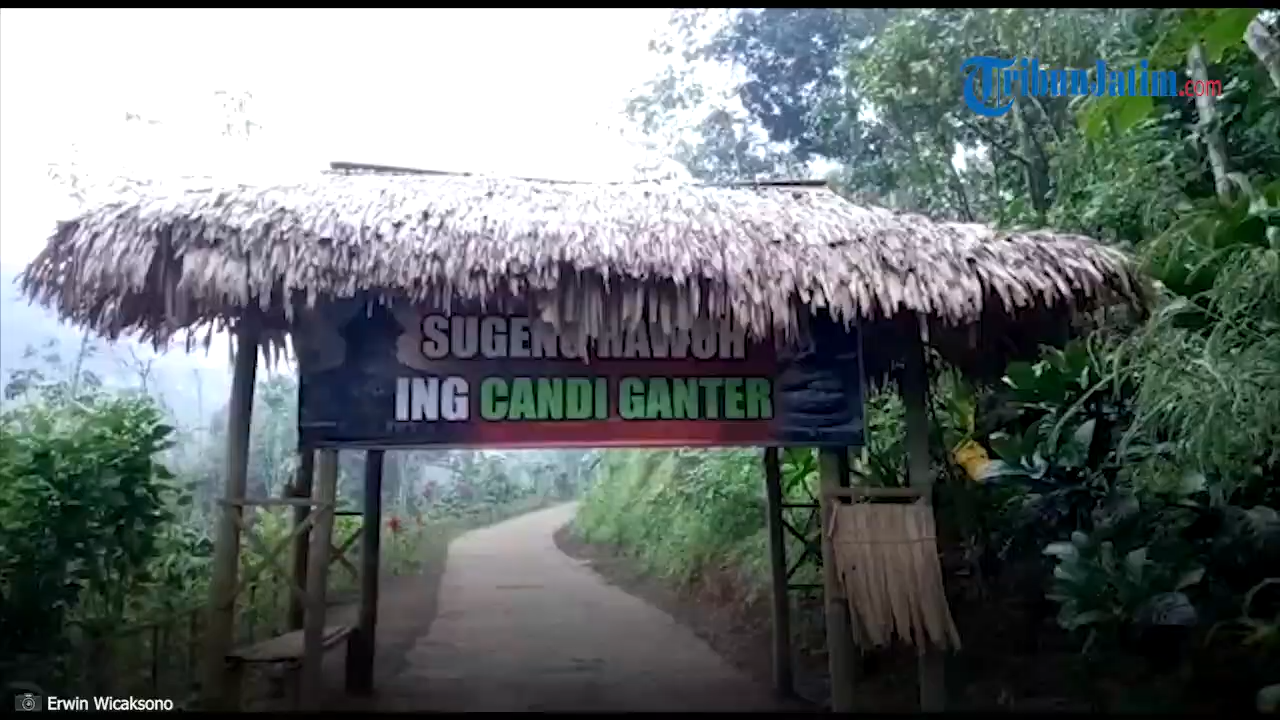 TribunJatim.com
SUGENG RAWUH
ING CANDI GANTER
Erwin Wicaksono